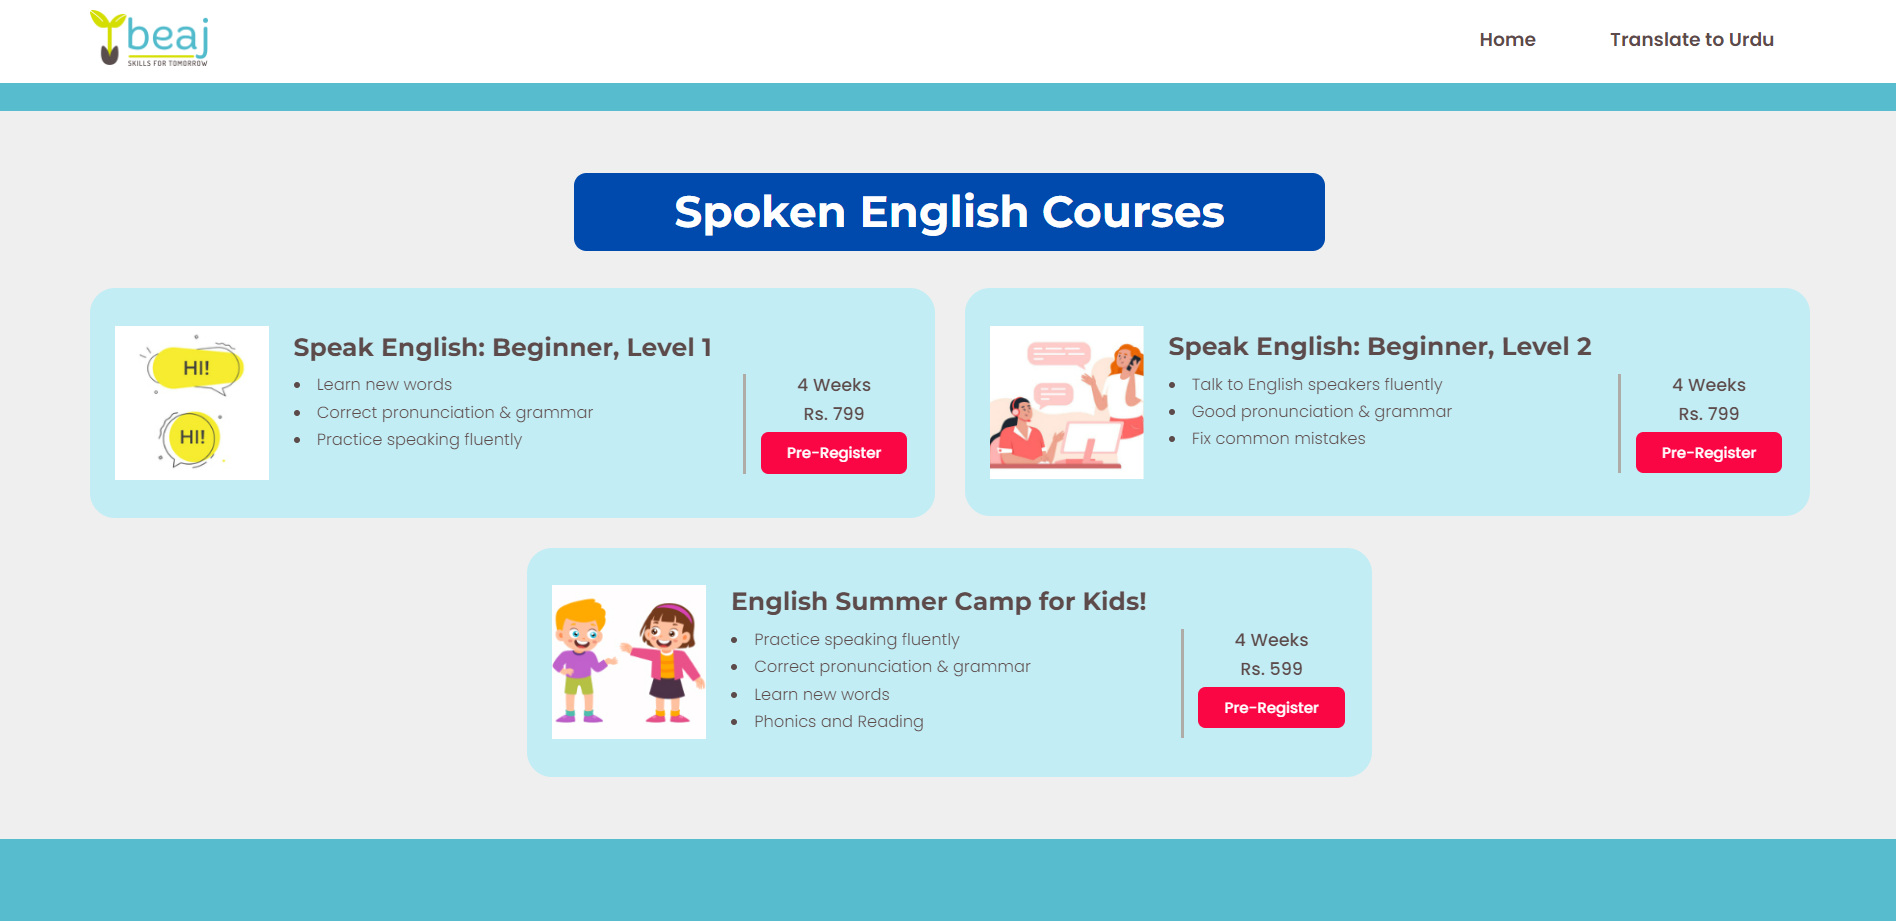 beaj
SKILLS FOR TOMORROW
Home
Translate to Urdu
Spoken English Courses
HI!
HI!
Speak English: Beginner, Level 1
Learn new words
Correct pronunciation & grammar
Practice speaking fluently
4 Weeks
Rs. 799
Pre-Register
Speak English: Beginner, Level 2
Talk to English speakers fluently
Good pronunciation & grammar
Fix common mistakes
4 Weeks
Rs. 799
Pre-Register
English Summer Camp for Kids!
Practice speaking fluently
Correct pronunciation & grammar
Learn new words
Phonics and Reading
4 Weeks
Rs. 599
Pre-Register